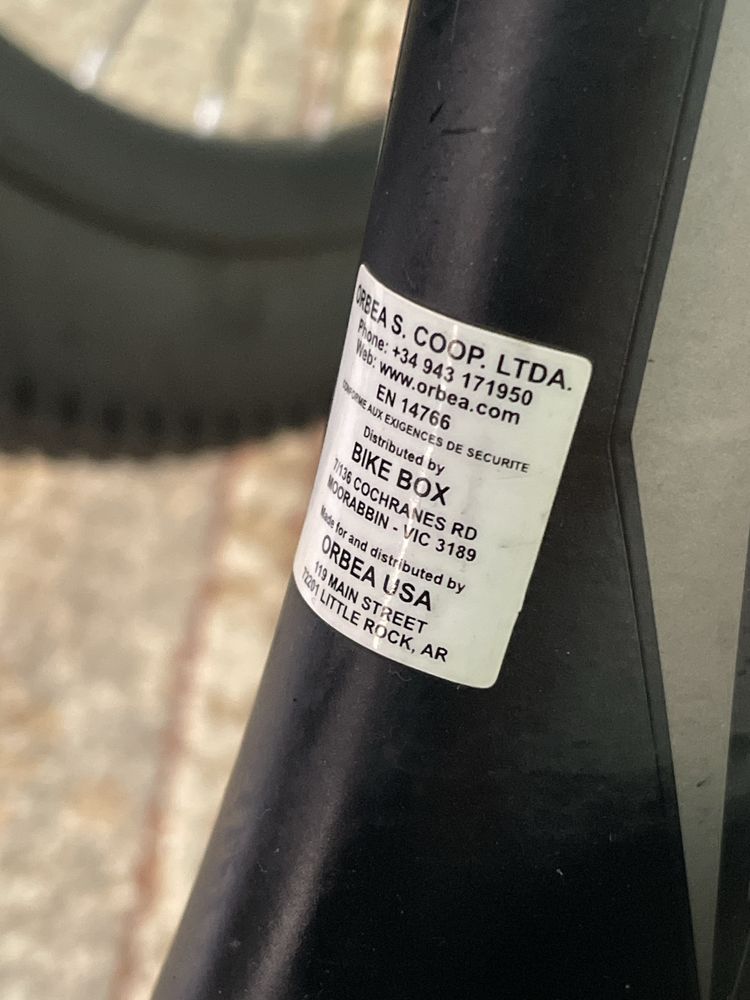 ORBEA S. COOP. LTDA.
Phone: +34 943 171950
Web: www.orbea.com
EN 14766
CONFORME AUX EXIGENCES DE SECURITE
Distributed by
BIKE BOX
7/136 COCHRANES RD
MOORABBIN - VIC 3189
Made for and distributed by
ORBEA USA
119 MAIN STREET
72201 LITTLE ROCK, AR